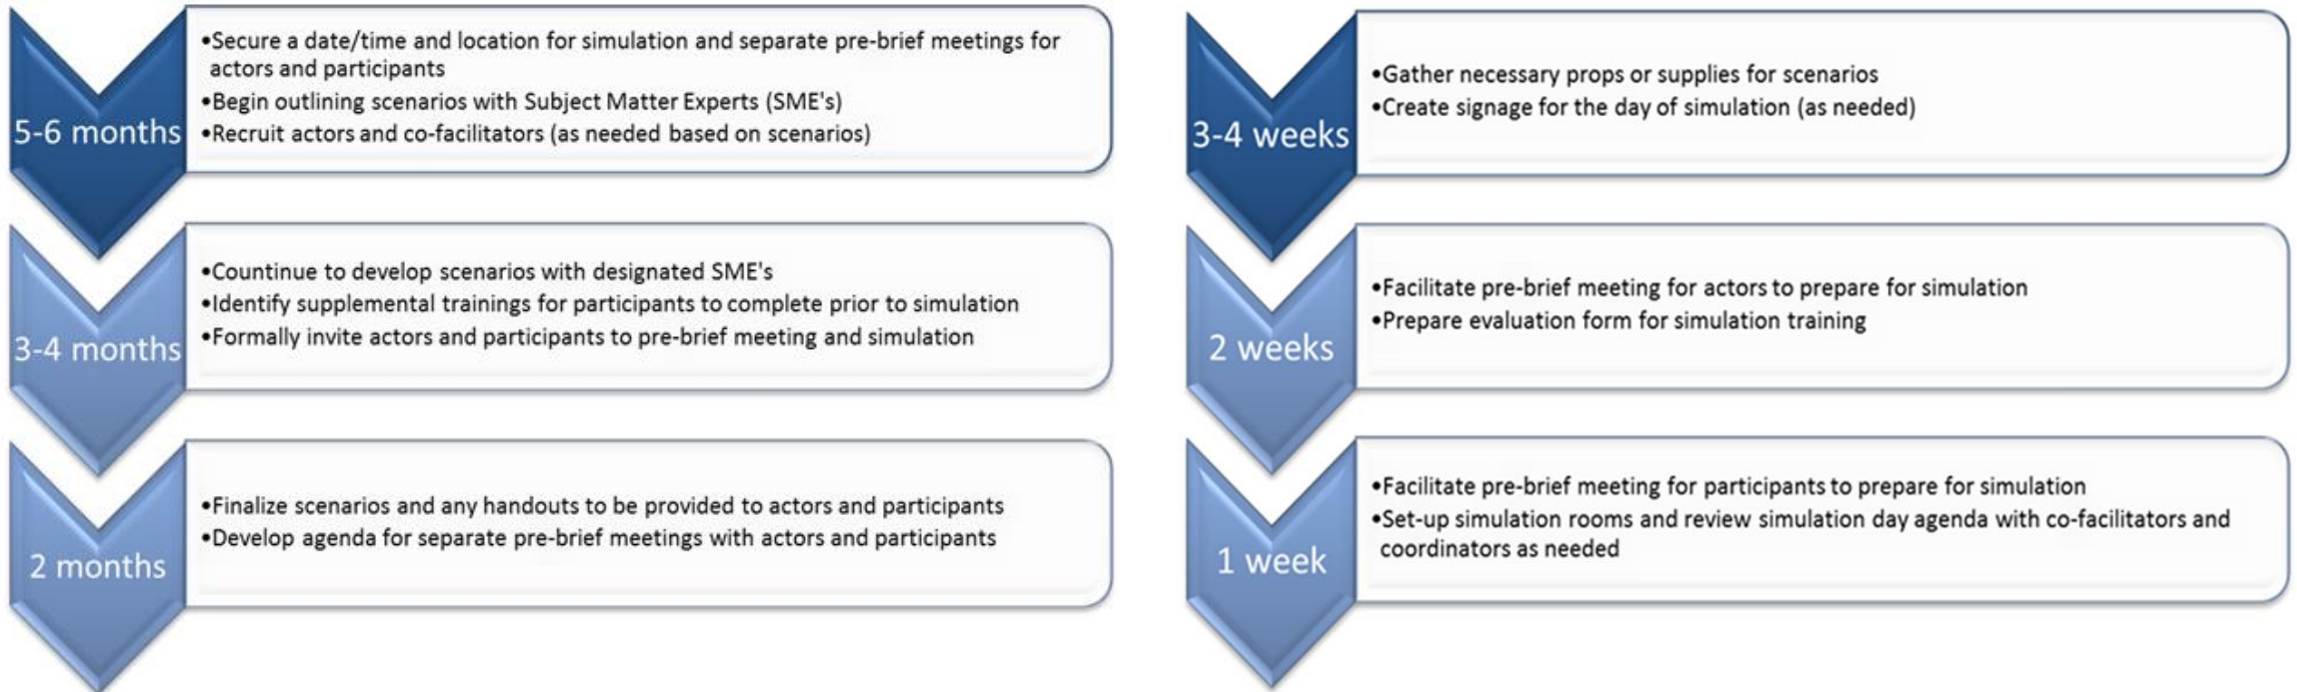 5-6 months
•Secure a date/time and location for simulation and separate pre-brief meetings for
actors and participants
•Begin outlining scenarios with Subject Matter Experts (SME's)
•Recruit actors and co-facilitators (as needed based on scenarios)
3-4 months
•Countinue to develop scenarios with designated SME's
•Identify supplemental trainings for participants to complete prior to simulation
•Formally invite actors and participants to pre-brief meeting and simulation
2 months
•Finalize scenarios and any handouts to be provided to actors and participants
•Develop agenda for separate pre-brief meetings with actors and participants
3-4 weeks
•Gather necessary props or supplies for scenarios
•Create signage for the day of simulation (as needed)
2 weeks
•Facilitate pre-brief meeting for actors to prepare for simulation
•Prepare evaluation form for simulation training
1 week
•Facilitate pre-brief meeting for participants to prepare for simulation
•Set-up simulation rooms and review simulation day agenda with co-facilitators and
coordinators as needed